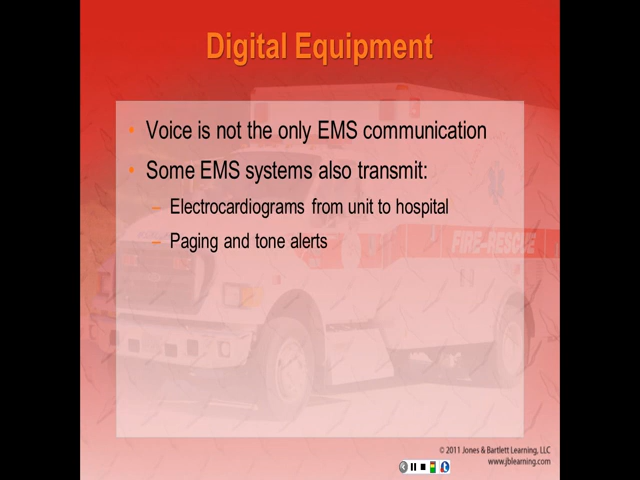 Digital Equipment
• Voice is not the only EMS communication
• Some EMS systems also transmit:
– Electrocardiograms from unit to hospital
– Paging and tone alerts
FIRE-RESCUE
© 2011 Jones & Bartlett Learning, LLC
www.jblearning.com